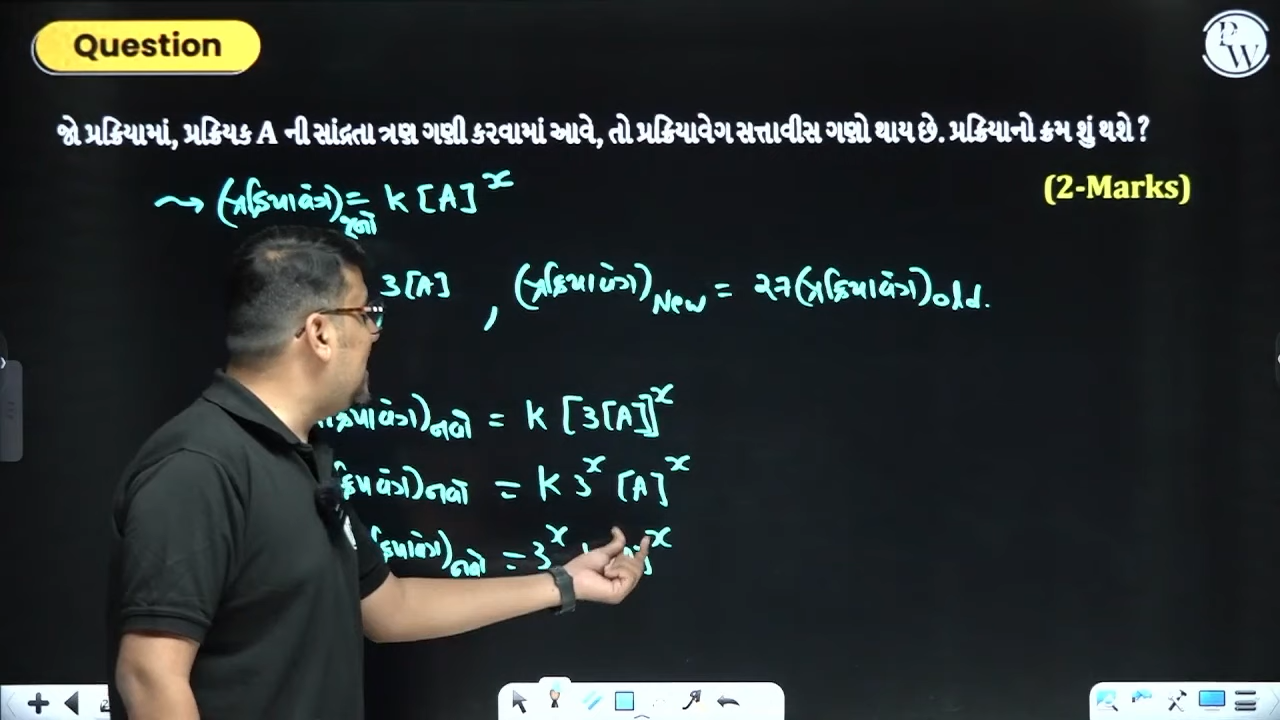 Question
PW
જો પ્રક્રિયામાં, પ્રક્રિયક A ની સાંદ્રતા ત્રણ ગણી કરવામાં આવે, તો પ્રક્રિયાવેગ સત્તાવીસ ગણો થાય છે. પ્રક્રિયાનો ક્રમ શું થશે ?
(2-Marks)
(પ્રક્રિયાવેગ)જૂનો = K [A]^x
3[A] , (પ્રક્રિયાવેગ)New = 27(પ્રક્રિયાવેગ)old.
નવો = K [3[A]]^x
નવો = K 3^x [A]^x
નવો = 3^x